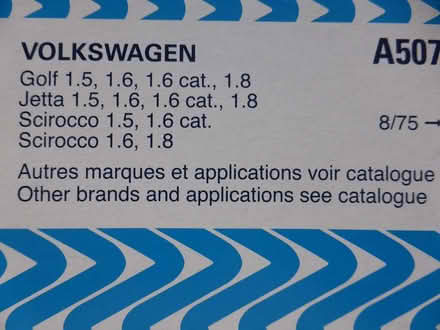 VOLKSWAGEN A507
Golf 1.5, 1.6, 1.6 cat., 1.8
Jetta 1.5, 1.6, 1.6 cat., 1.8
Scirocco 1.5, 1.6 cat. 8/75 →
Scirocco 1.6, 1.8
Autres marques et applications voir catalogue
Other brands and applications see catalogue